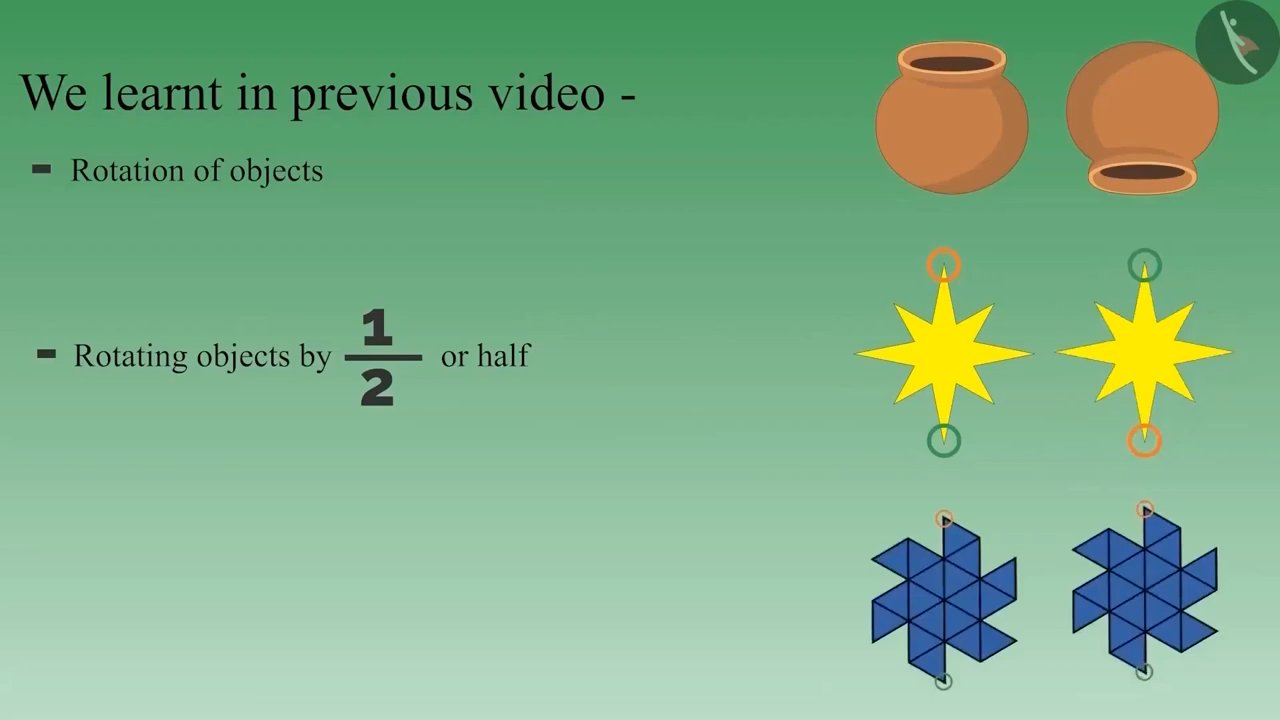 We learnt in previous video -
- Rotation of objects
- Rotating objects by 1/2 or half